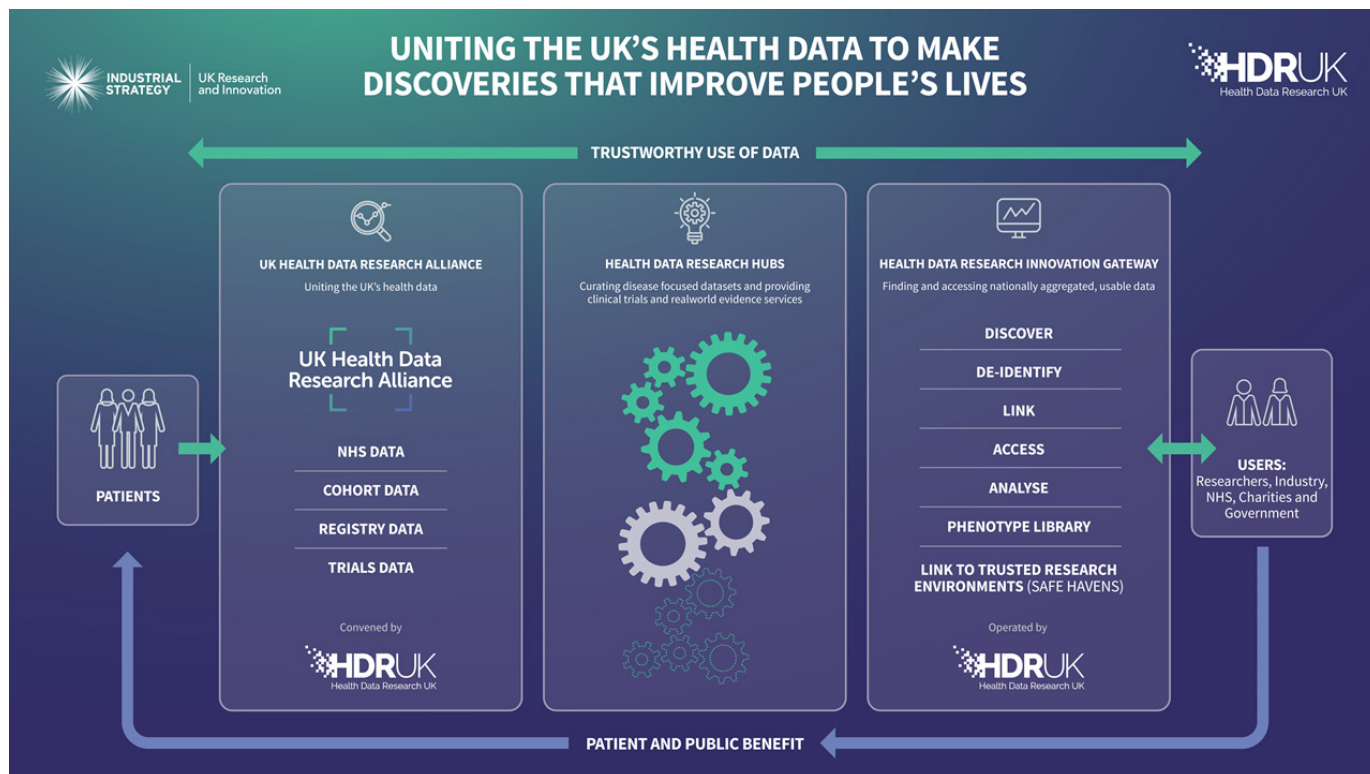 INDUSTRIAL
STRATEGY
UK Research
and Innovation
UNITING THE UK’S HEALTH DATA TO MAKE
DISCOVERIES THAT IMPROVE PEOPLE’S LIVES
HDRUK
Health Data Research UK
TRUSTWORTHY USE OF DATA
PATIENTS
UK HEALTH DATA RESEARCH ALLIANCE
Uniting the UK’s health data
UK Health Data
Research Alliance
NHS DATA
COHORT DATA
REGISTRY DATA
TRIALS DATA
Convened by
HDRUK
Health Data Research UK
HEALTH DATA RESEARCH HUBS
Curating disease focused datasets and providing
clinical trials and realworld evidence services
HEALTH DATA RESEARCH INNOVATION GATEWAY
Finding and accessing nationally aggregated, usable data
DISCOVER
DE-IDENTIFY
LINK
ACCESS
ANALYSE
PHENOTYPE LIBRARY
LINK TO TRUSTED RESEARCH
ENVIRONMENTS (SAFE HAVENS)
Operated by
HDRUK
Health Data Research UK
USERS:
Researchers, Industry,
NHS, Charities and
Government
PATIENT AND PUBLIC BENEFIT